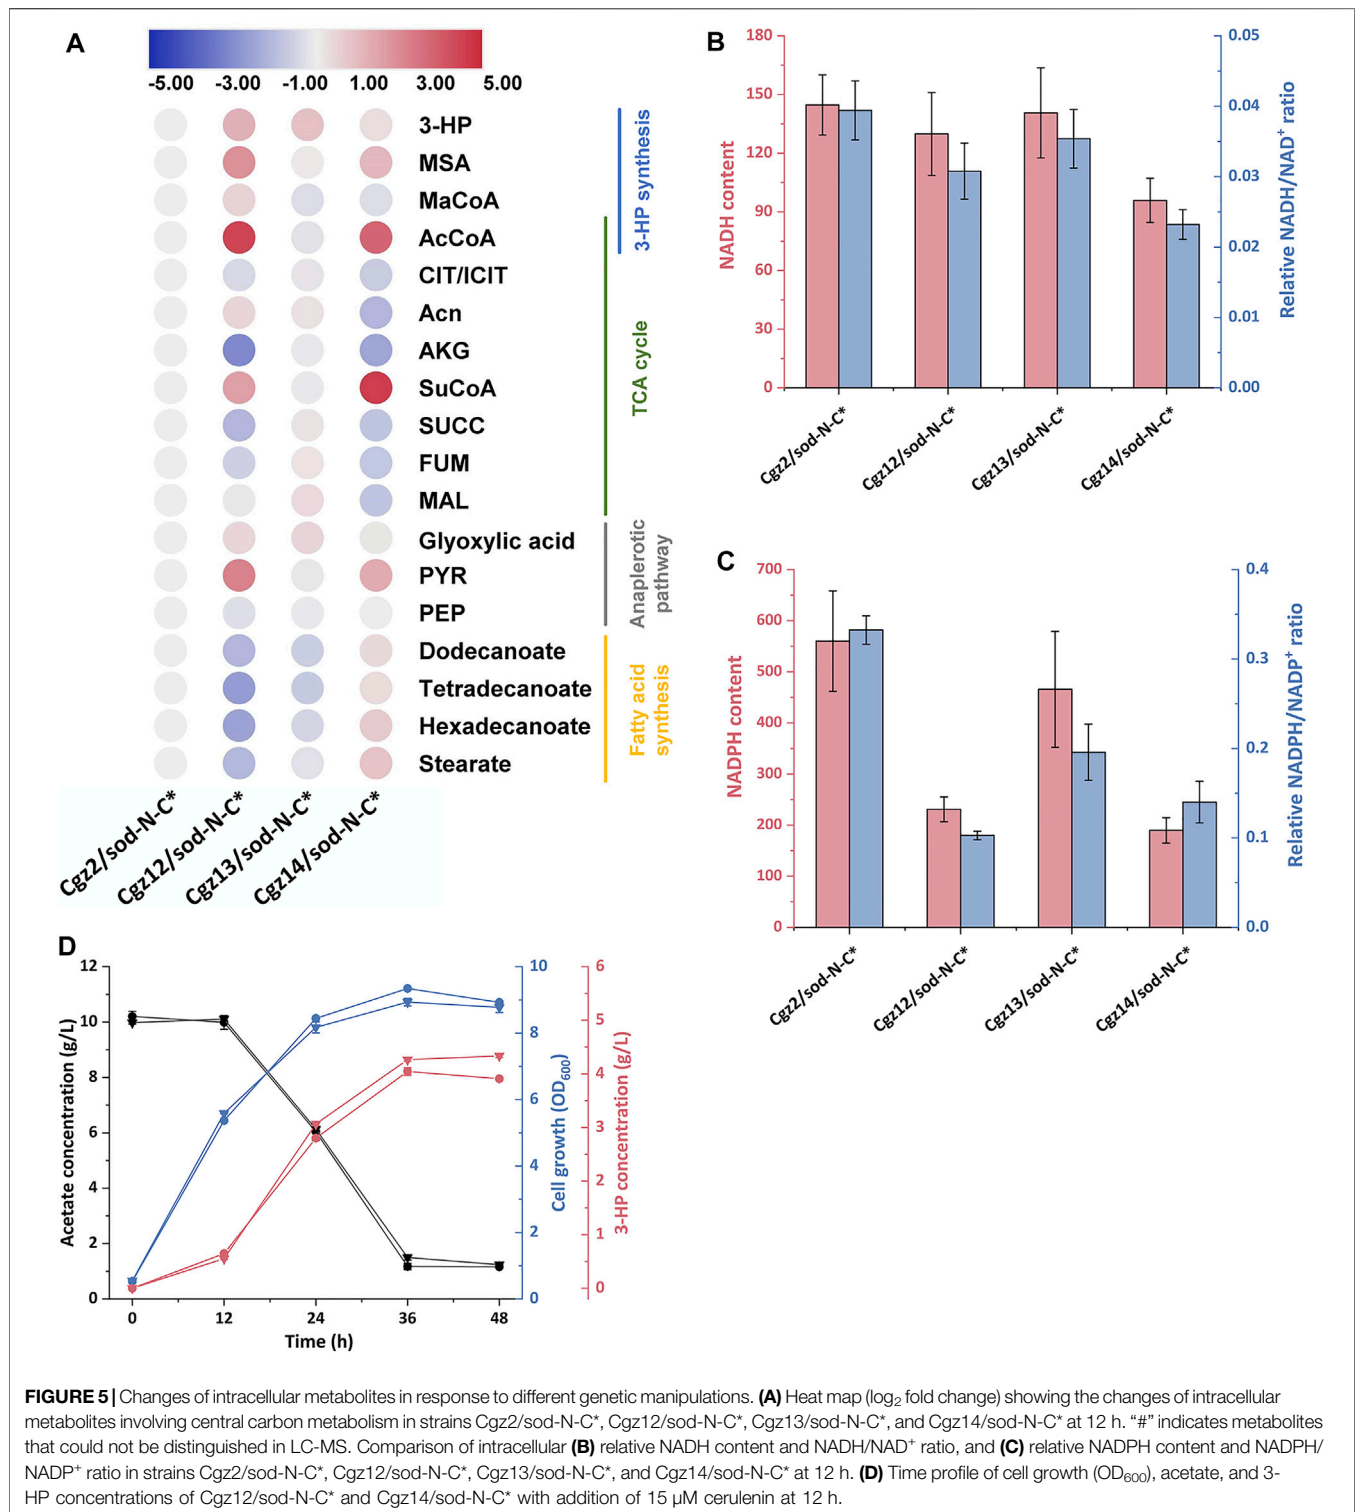 A
-5.00 -3.00 -1.00 1.00 3.00 5.00
3-HP
MSA
MaCoA
AcCoA
CIT/ICIT
Acn
AKG
SuCoA
SUCC
FUM
MAL
Glyoxylic acid
PYR
PEP
Dodecanoate
Tetradecanoate
Hexadecanoate
Stearate
3-HP synthesis
TCA cycle
Anaplerotic
pathway
Fatty acid
synthesis
Cgz2/sod-N-C*
Cgz12/sod-N-C*
Cgz13/sod-N-C*
Cgz14/sod-N-C*
B
180
150
120
90
60
30
0
NADH content
0.05
0.04
0.03
0.02
0.01
0.00
Relative NADH/NAD⁺ ratio
Cgz2/sod-N-C*
Cgz12/sod-N-C*
Cgz13/sod-N-C*
Cgz14/sod-N-C*
C
700
600
500
400
300
200
100
0
NADPH content
0.4
0.3
0.2
0.1
0.0
Relative NADPH/NADP⁺ ratio
Cgz2/sod-N-C*
Cgz12/sod-N-C*
Cgz13/sod-N-C*
Cgz14/sod-N-C*
D
12
10
8
6
4
2
0
Acetate concentration (g/L)
10
8
6
4
2
0
Cell growth (OD₆₀₀)
6
5
4
3
2
1
0
3-HP concentration (g/L)
0 12 24 36 48
Time (h)
FIGURE 5 | Changes of intracellular metabolites in response to different genetic manipulations. (A) Heat map (log₂ fold change) showing the changes of intracellular
metabolites involving central carbon metabolism in strains Cgz2/sod-N-C*, Cgz12/sod-N-C*, Cgz13/sod-N-C*, and Cgz14/sod-N-C* at 12 h. “#” indicates metabolites
that could not be distinguished in LC-MS. Comparison of intracellular (B) relative NADH content and NADH/NAD⁺ ratio, and (C) relative NADPH content and NADPH/
NADP⁺ ratio in strains Cgz2/sod-N-C*, Cgz12/sod-N-C*, Cgz13/sod-N-C*, and Cgz14/sod-N-C* at 12 h. (D) Time profile of cell growth (OD₆₀₀), acetate, and 3-
HP concentrations of Cgz12/sod-N-C* and Cgz14/sod-N-C* with addition of 15 µM cerulenin at 12 h.